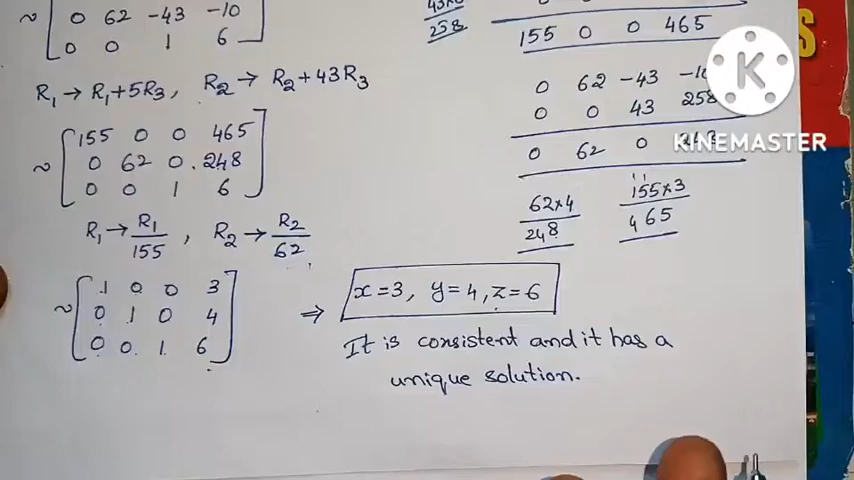 ~ [ 0 62 -43 -10
0 0 1 6 ]
R₁ → R₁+5R₃, R₂ → R₂+43R₃
~ [ 155 0 0 465
0 62 0 248
0 0 1 6 ]
R₁ → R₁/155, R₂ → R₂/62
~ [ 1 0 0 3
0 1 0 4
0 0 1 6 ]
⇒ x=3, y=4, z=6
It is consistent and it has a
unique solution.
258
155 0 0 465
0 62 -43 -10
0 0 43 258
0 62 0
62×4
248
155×3
465
K
KINEMASTER